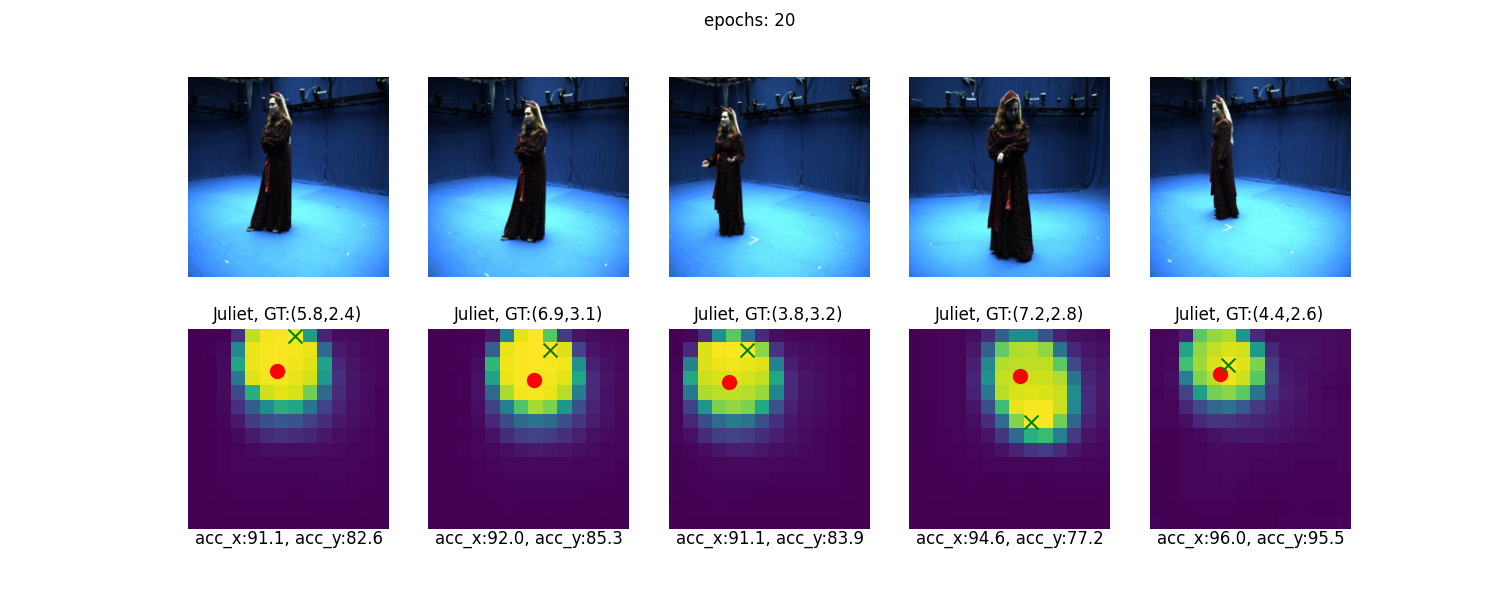 epochs: 20
Juliet, GT:(5.8,2.4)
Juliet, GT:(6.9,3.1)
Juliet, GT:(3.8,3.2)
Juliet, GT:(7.2,2.8)
Juliet, GT:(4.4,2.6)
acc_x:91.1, acc_y:82.6
acc_x:92.0, acc_y:85.3
acc_x:91.1, acc_y:83.9
acc_x:94.6, acc_y:77.2
acc_x:96.0, acc_y:95.5